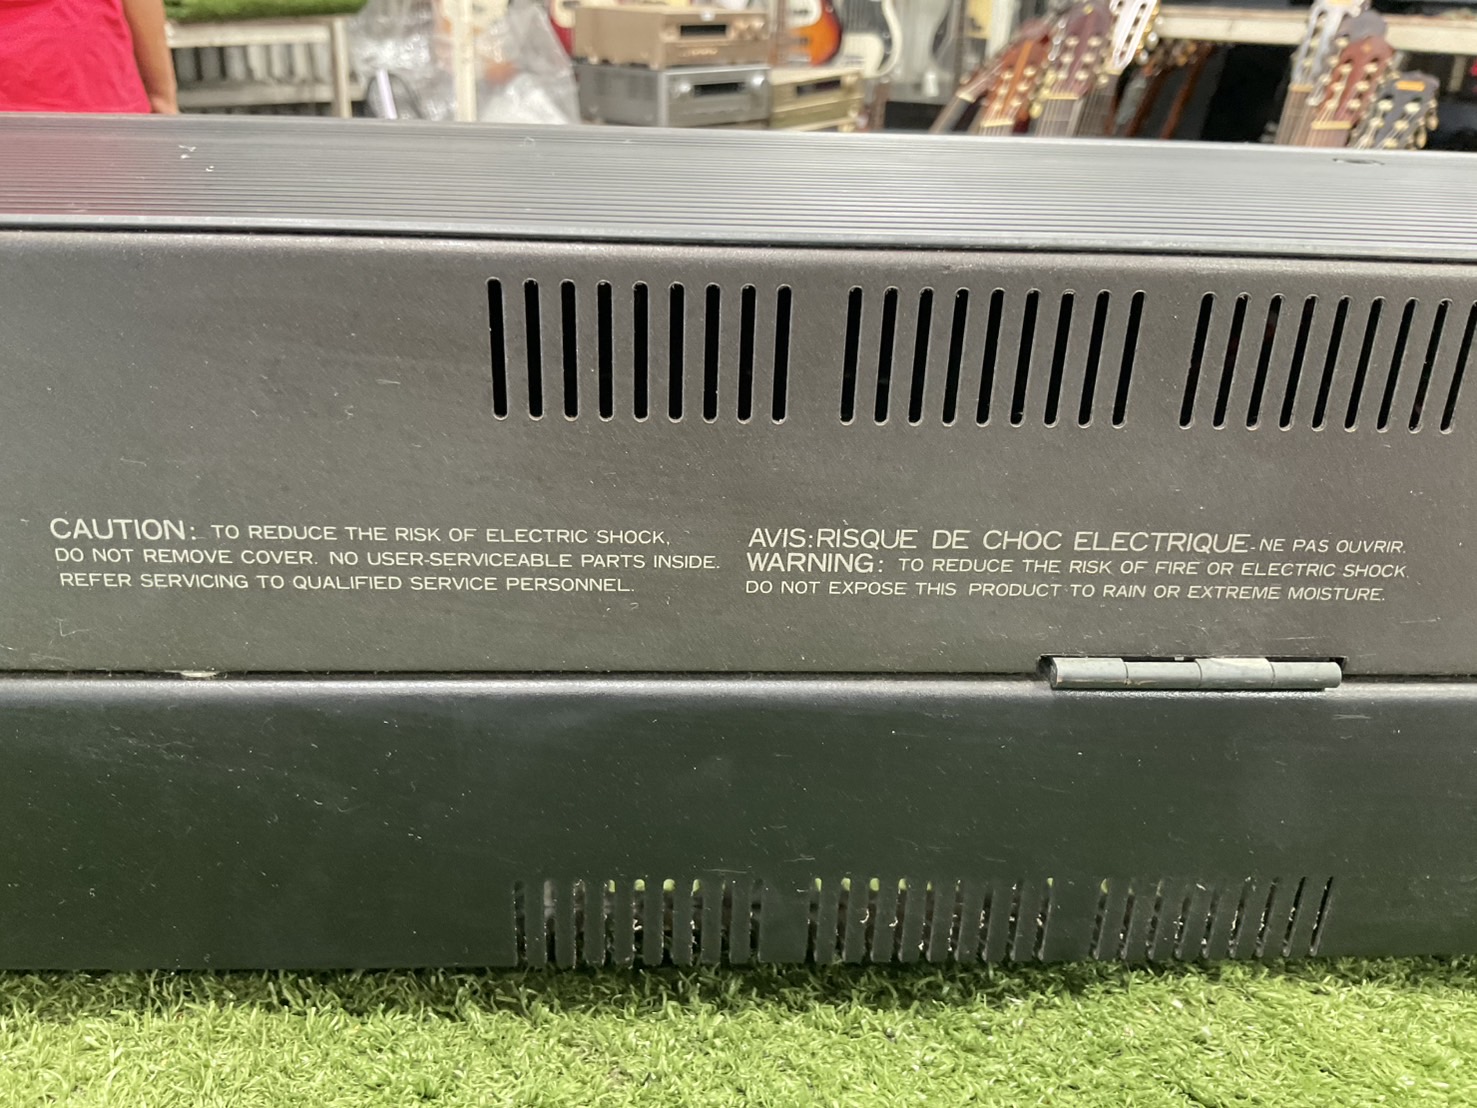 CAUTION: TO REDUCE THE RISK OF ELECTRIC SHOCK,
DO NOT REMOVE COVER. NO USER-SERVICEABLE PARTS INSIDE.
REFER SERVICING TO QUALIFIED SERVICE PERSONNEL.
AVIS:RISQUE DE CHOC ELECTRIQUE-NE PAS OUVRIR.
WARNING: TO REDUCE THE RISK OF FIRE OR ELECTRIC SHOCK
DO NOT EXPOSE THIS PRODUCT TO RAIN OR EXTREME MOISTURE.